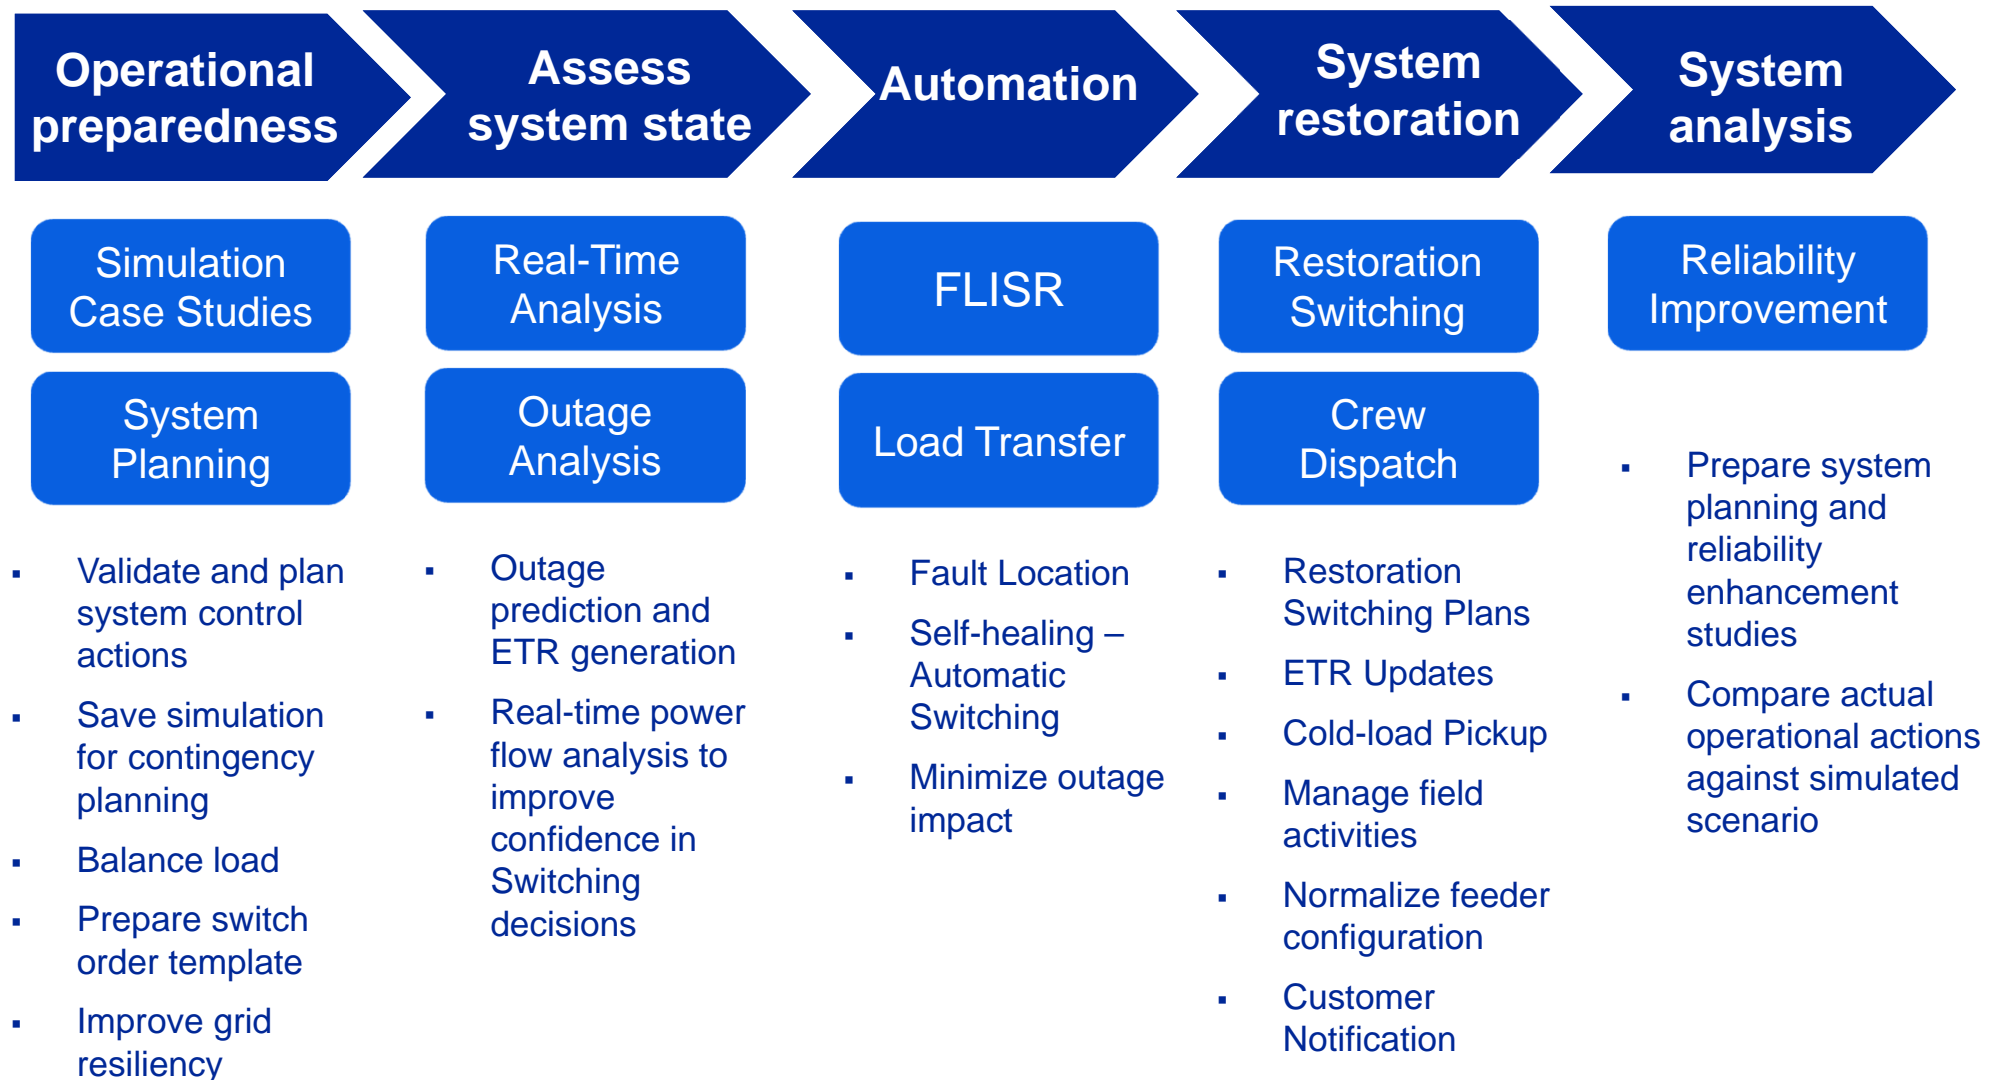 Operational
preparedness
Assess
system state
Automation
System
restoration
System
analysis
Simulation
Case Studies
System
Planning
▪ Validate and plan
system control
actions
▪ Save simulation
for contingency
planning
▪ Balance load
▪ Prepare switch
order template
▪ Improve grid
resiliency
Real-Time
Analysis
Outage
Analysis
▪ Outage
prediction and
ETR generation
▪ Real-time power
flow analysis to
improve
confidence in
Switching
decisions
FLISR
Load Transfer
▪ Fault Location
▪ Self-healing –
Automatic
Switching
▪ Minimize outage
impact
Restoration
Switching
Crew
Dispatch
▪ Restoration
Switching Plans
▪ ETR Updates
▪ Cold-load Pickup
▪ Manage field
activities
▪ Normalize feeder
configuration
▪ Customer
Notification
Reliability
Improvement
▪ Prepare system
planning and
reliability
enhancement
studies
▪ Compare actual
operational actions
against simulated
scenario